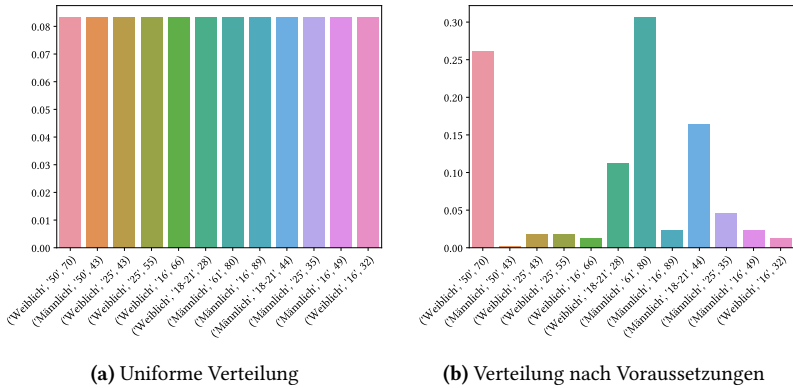 0.08
0.07
0.06
0.05
0.04
0.03
0.02
0.01
0.00
('Weiblich', '50', 70)
('Männlich', '50', 43)
('Weiblich', '25', 43)
('Weiblich', '25', 55)
('Weiblich', '16', 66)
('Weiblich', '18-21', 28)
('Männlich', '61', 80)
('Männlich', '16', 89)
('Männlich', '18-21', 44)
('Männlich', '25', 35)
('Männlich', '16', 49)
('Weiblich', '16', 32)
(a) Uniforme Verteilung
0.30
0.25
0.20
0.15
0.10
0.05
0.00
('Weiblich', '50', 70)
('Männlich', '50', 43)
('Weiblich', '25', 43)
('Weiblich', '25', 55)
('Weiblich', '16', 66)
('Weiblich', '18-21', 28)
('Männlich', '61', 80)
('Männlich', '16', 89)
('Männlich', '18-21', 44)
('Männlich', '25', 35)
('Männlich', '16', 49)
('Weiblich', '16', 32)
(b) Verteilung nach Voraussetzungen